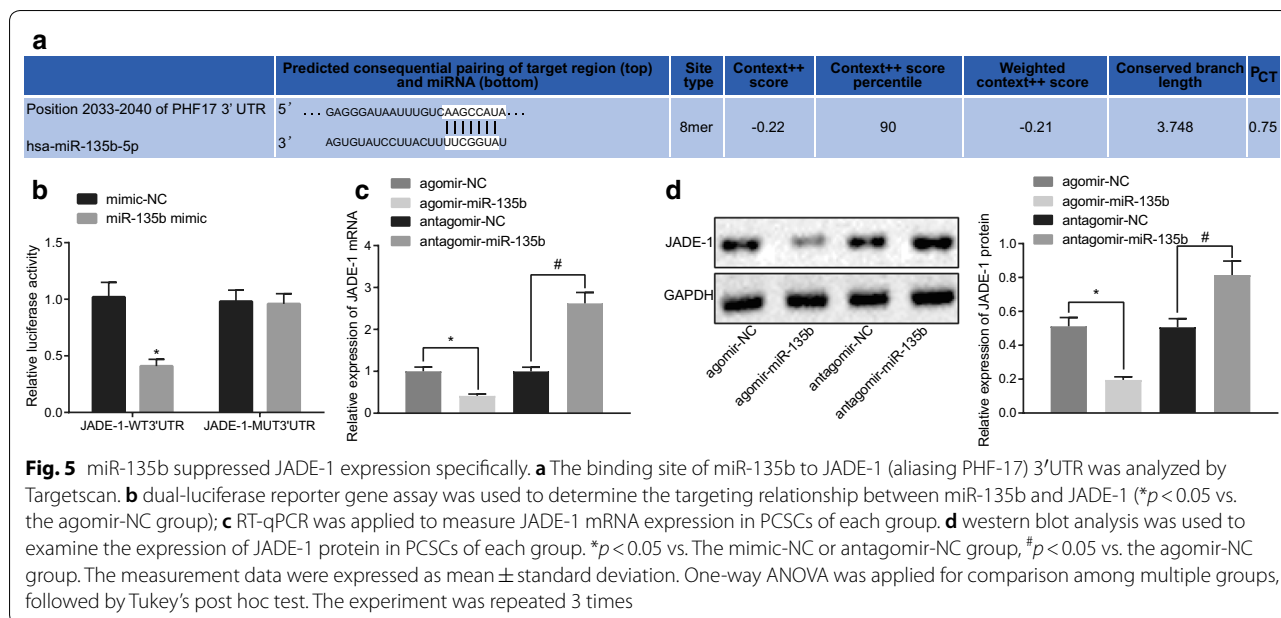 a
Predicted consequential pairing of target region (top) and miRNA (bottom)
Site type
Context++ score
Context++ score percentile
Weighted context++ score
Conserved branch length
PCT
Position 2033-2040 of PHF17 3' UTR
5' ... GAGGGAUAAUUUGUCAAGCCAUA...
hsa-miR-135b-5p
3' AGUGUAUCCUUACUUUUCGGUAU
8mer
-0.22
90
-0.21
3.748
0.75
b
mimic-NC
miR-135b mimic
Relative luciferase activity
1.5
1.0
0.5
0.0
*
JADE-1-WT3'UTR
JADE-1-MUT3'UTR
c
agomir-NC
agomir-miR-135b
antagomir-NC
antagomir-miR-135b
Relative expression of JADE-1 mRNA
4
3
2
1
0
*
#
d
JADE-1
GAPDH
agomir-NC
agomir-miR-135b
antagomir-NC
antagomir-miR-135b
agomir-NC
agomir-miR-135b
antagomir-NC
antagomir-miR-135b
Relative expression of JADE-1 protein
1.0
0.8
0.6
0.4
0.2
0.0
*
#
Fig. 5 miR-135b suppressed JADE-1 expression specifically. a The binding site of miR-135b to JADE-1 (aliasing PHF-17) 3′UTR was analyzed by
Targetscan. b dual-luciferase reporter gene assay was used to determine the targeting relationship between miR-135b and JADE-1 (*p < 0.05 vs.
the agomir-NC group); c RT-qPCR was applied to measure JADE-1 mRNA expression in PCSCs of each group. d western blot analysis was used to
examine the expression of JADE-1 protein in PCSCs of each group. *p < 0.05 vs. The mimic-NC or antagomir-NC group, #p < 0.05 vs. the agomir-NC
group. The measurement data were expressed as mean ± standard deviation. One-way ANOVA was applied for comparison among multiple groups,
followed by Tukey's post hoc test. The experiment was repeated 3 times